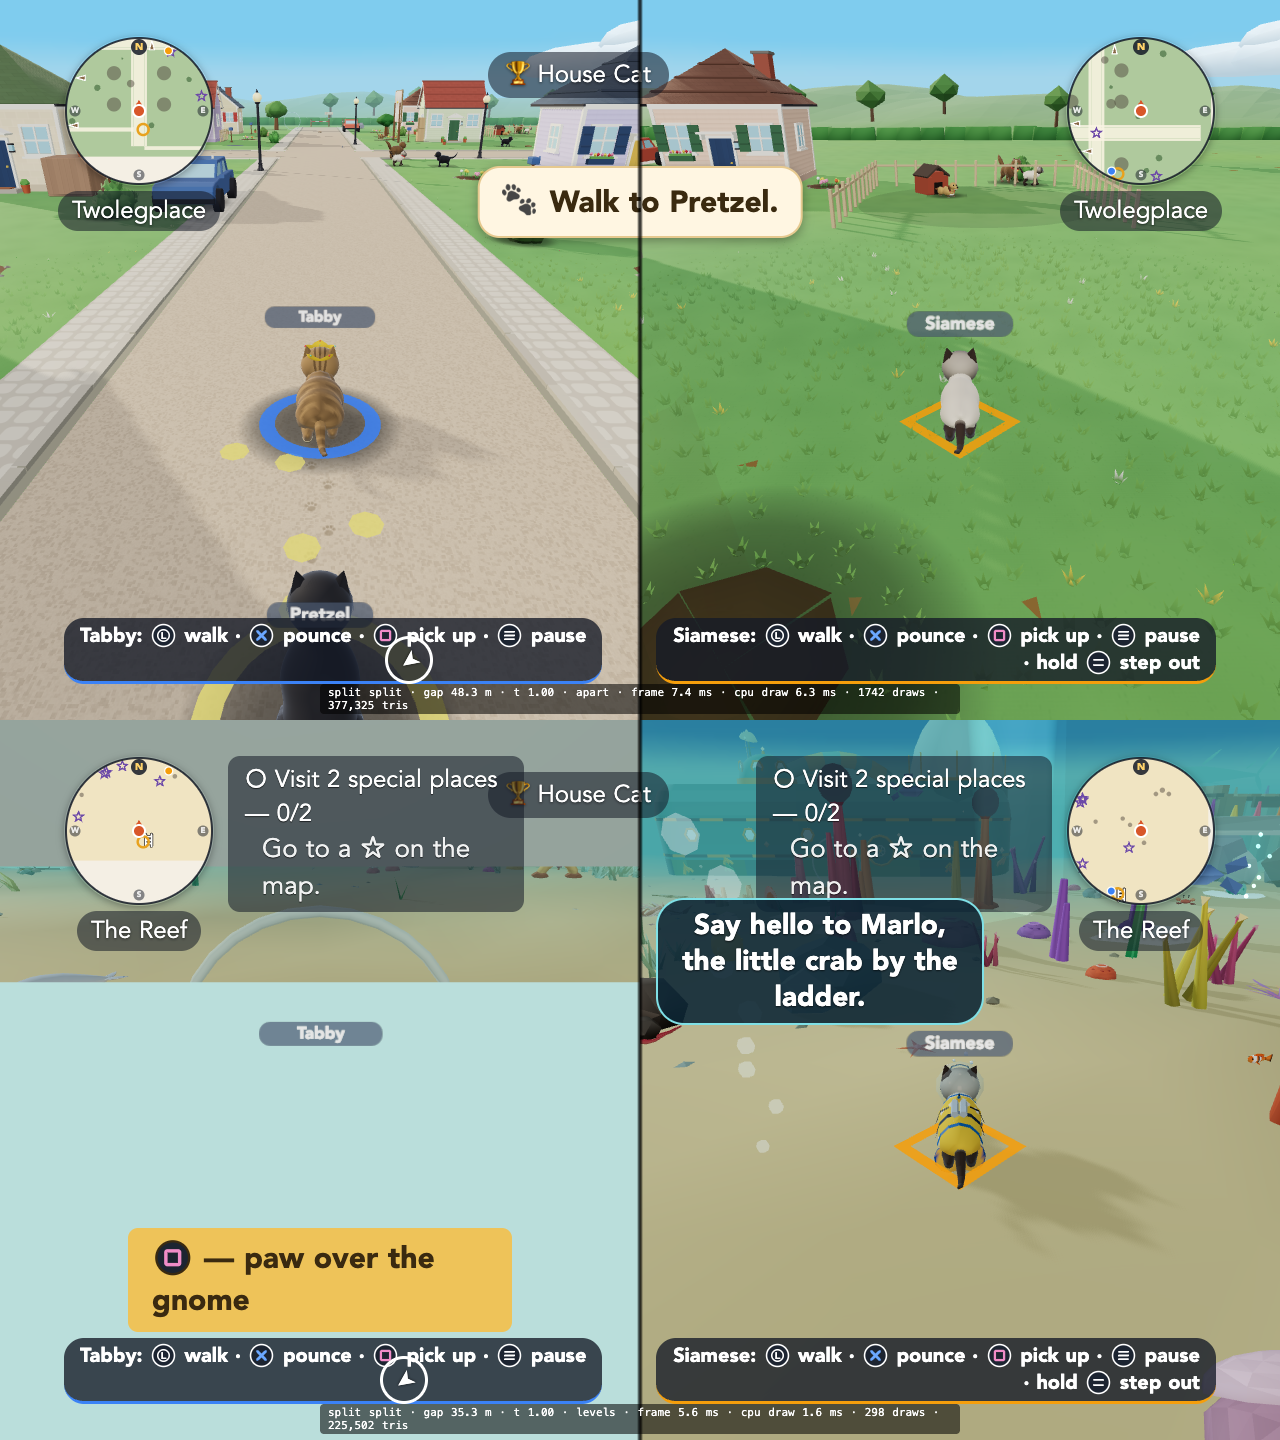 N
W
E
S
Twolegplace
🏆 House Cat
🐾 Walk to Pretzel.
N
W
E
S
Twolegplace
Tabby
Siamese
Pretzel
Tabby: Ⓛ walk · ✕ pounce · □ pick up · ☰ pause
Siamese: Ⓛ walk · ✕ pounce · □ pick up · ☰ pause
· hold = step out
split split · gap 48.3 m · t 1.00 · apart · frame 7.4 ms · cpu draw 6.3 ms · 1742 draws ·
377,325 tris
N
W
E
S
The Reef
○ Visit 2 special places
— 0/2
Go to a ☆ on the
map.
🏆 House Cat
○ Visit 2 special places
— 0/2
Go to a ☆ on the
map.
N
W
E
S
The Reef
Say hello to Marlo,
the little crab by the
ladder.
Tabby
Siamese
□ — paw over the
gnome
Tabby: Ⓛ walk · ✕ pounce · □ pick up · ☰ pause
Siamese: Ⓛ walk · ✕ pounce · □ pick up · ☰ pause
· hold = step out
split split · gap 35.3 m · t 1.00 · levels · frame 5.6 ms · cpu draw 1.6 ms · 298 draws ·
225,502 tris